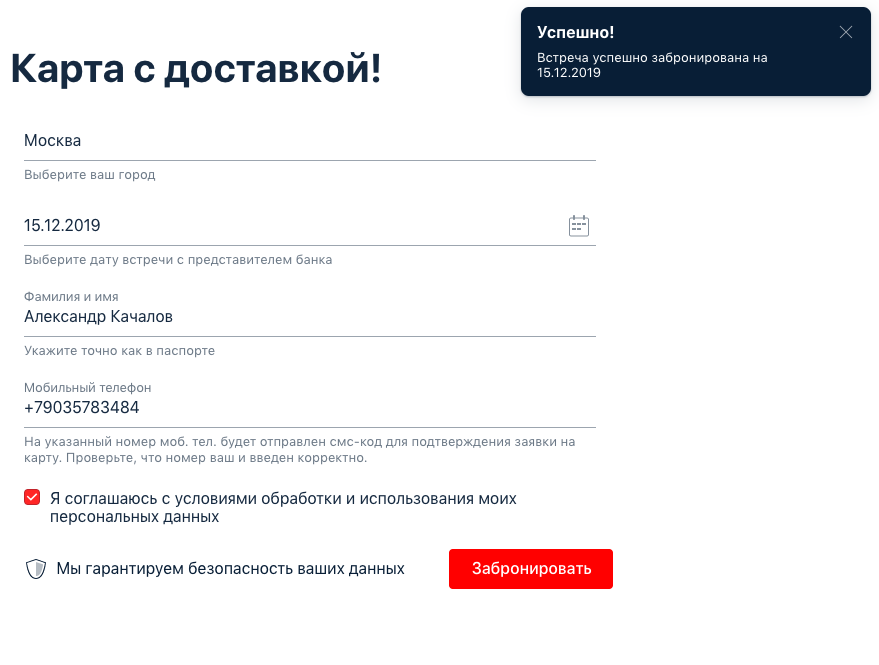 Карта с доставкой!
Успешно!
Встреча успешно забронирована на
15.12.2019
Москва
Выберите ваш город
15.12.2019
Выберите дату встречи с представителем банка
Фамилия и имя
Александр Качалов
Укажите точно как в паспорте
Мобильный телефон
+79035783484
На указанный номер моб. тел. будет отправлен смс-код для подтверждения заявки на
карту. Проверьте, что номер ваш и введен корректно.
Я соглашаюсь с условиями обработки и использования моих
персональных данных
Мы гарантируем безопасность ваших данных
Забронировать